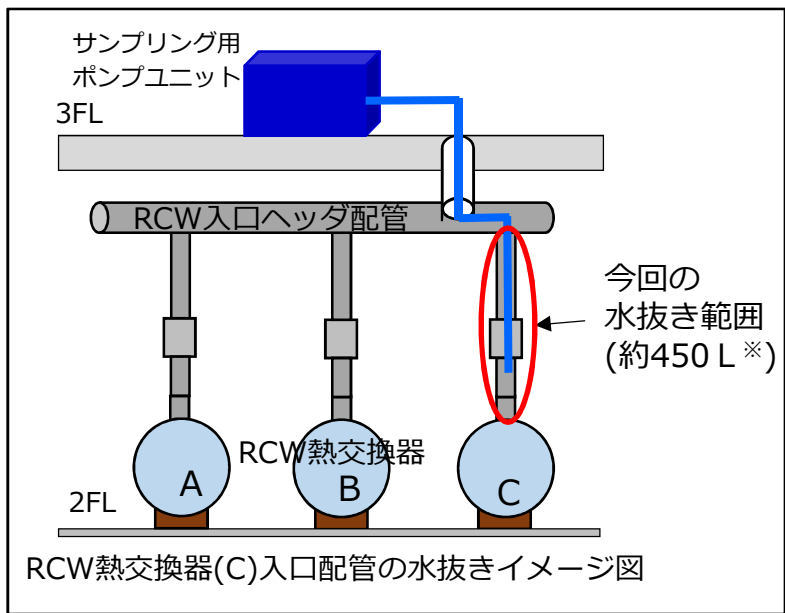 サンプリング用
ポンプユニット
3FL
RCW入口ヘッダ配管
今回の
水抜き範囲
(約450Ｌ※)
RCW熱交換器
A
B
C
2FL
RCW熱交換器(C)入口配管の水抜きイメージ図